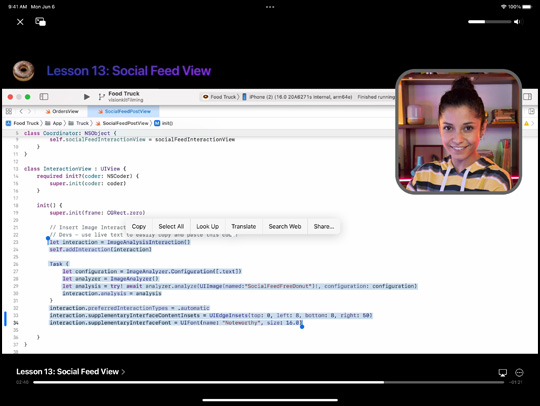 9:41 AM Mon Jun 6
100%
Lesson 13: Social Feed View
Food Truck
visionkitFilming
Food Truck
iPhone (2) (16.0 20A6271s Internal, arm64e)
Finished running
OrdersView
SocialFeedPostView
Food Truck
App
Truck
SocialFeedPostView
init()
8 class Coordinator: NSObject {
self.socialFeedInteractionView = socialFeedInteractionView
10 }
11 }
12
13 class InteractionView : UIView {
14 required init?(coder: NSCoder) {
15 super.init(coder: coder)
16 }
17
18 init() {
19 super.init(frame: CGRect.zero)
20
Copy Select All Look Up Translate Search Web Share...
21 // Insert Image Interact
22 // Devs - use live text to easily copy and paste this code!
23 let interaction = ImageAnalysisInteraction()
24 self.addInteraction(interaction)
25
26 Task {
27 let configuration = ImageAnalyzer.Configuration([.text])
28 let analyzer = ImageAnalyzer()
29 let analysis = try! await analyzer.analyze(UIImage(named:"SocialFeedFreeDonut")!, configuration: configuration)
30 interaction.analysis = analysis
31 }
32 interaction.preferredInteractionTypes = .automatic
33 interaction.supplementaryInterfaceContentInsets = UIEdgeInsets(top: 0, left: 8, bottom: 8, right: 50)
34 interaction.supplementaryInterfaceFont = UIFont(name: "Noteworthy", size: 16.0)
35
36 }
37 }
Lesson 13: Social Feed View
-01:21